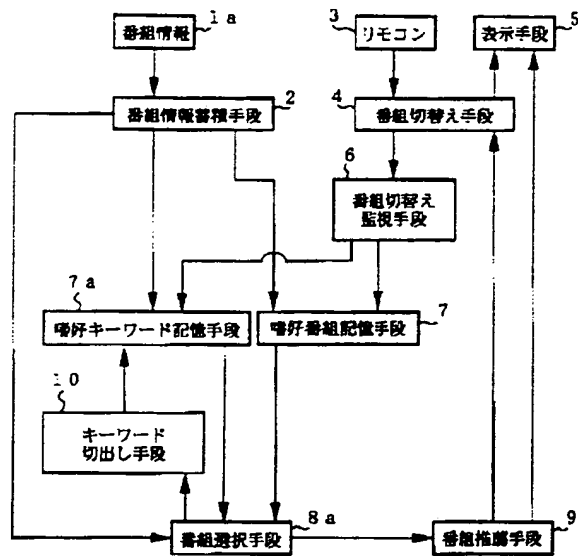 1a
番組情報
3
リモコン
5
表示手段
2
番組情報蓄積手段
4
番組切替え手段
6
番組切替え
監視手段
7a
嗜好キーワード記憶手段
嗜好番組記憶手段
7
10
キーワード
切出し手段
番組選択手段
8a
番組推薦手段
9